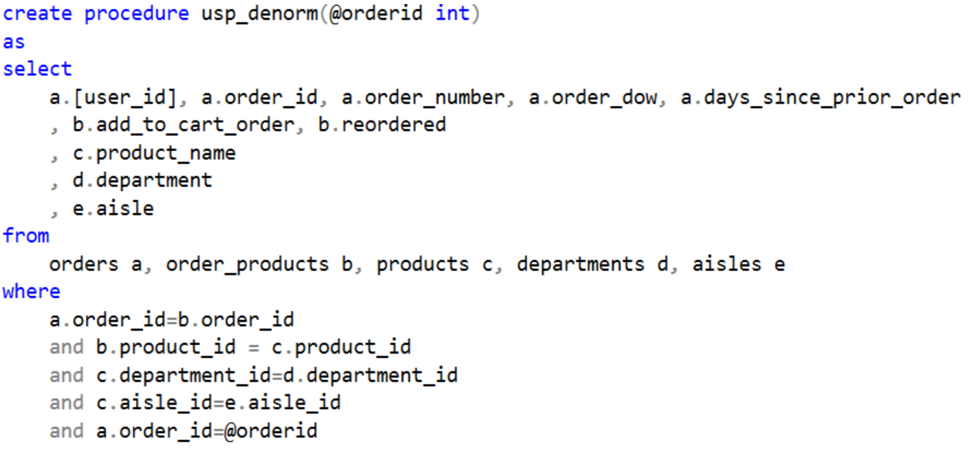 create procedure usp_denorm(@orderid int)
as
select
    a.[user_id], a.order_id, a.order_number, a.order_dow, a.days_since_prior_order
    , b.add_to_cart_order, b.reordered
    , c.product_name
    , d.department
    , e.aisle
from
    orders a, order_products b, products c, departments d, aisles e
where
    a.order_id=b.order_id
    and b.product_id = c.product_id
    and c.department_id=d.department_id
    and c.aisle_id=e.aisle_id
    and a.order_id=@orderid